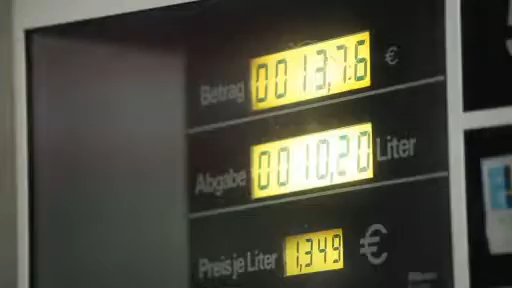 Betrag 0013,76 €
Abgabe 0010,20 Liter
Preis je Liter 1,349 €